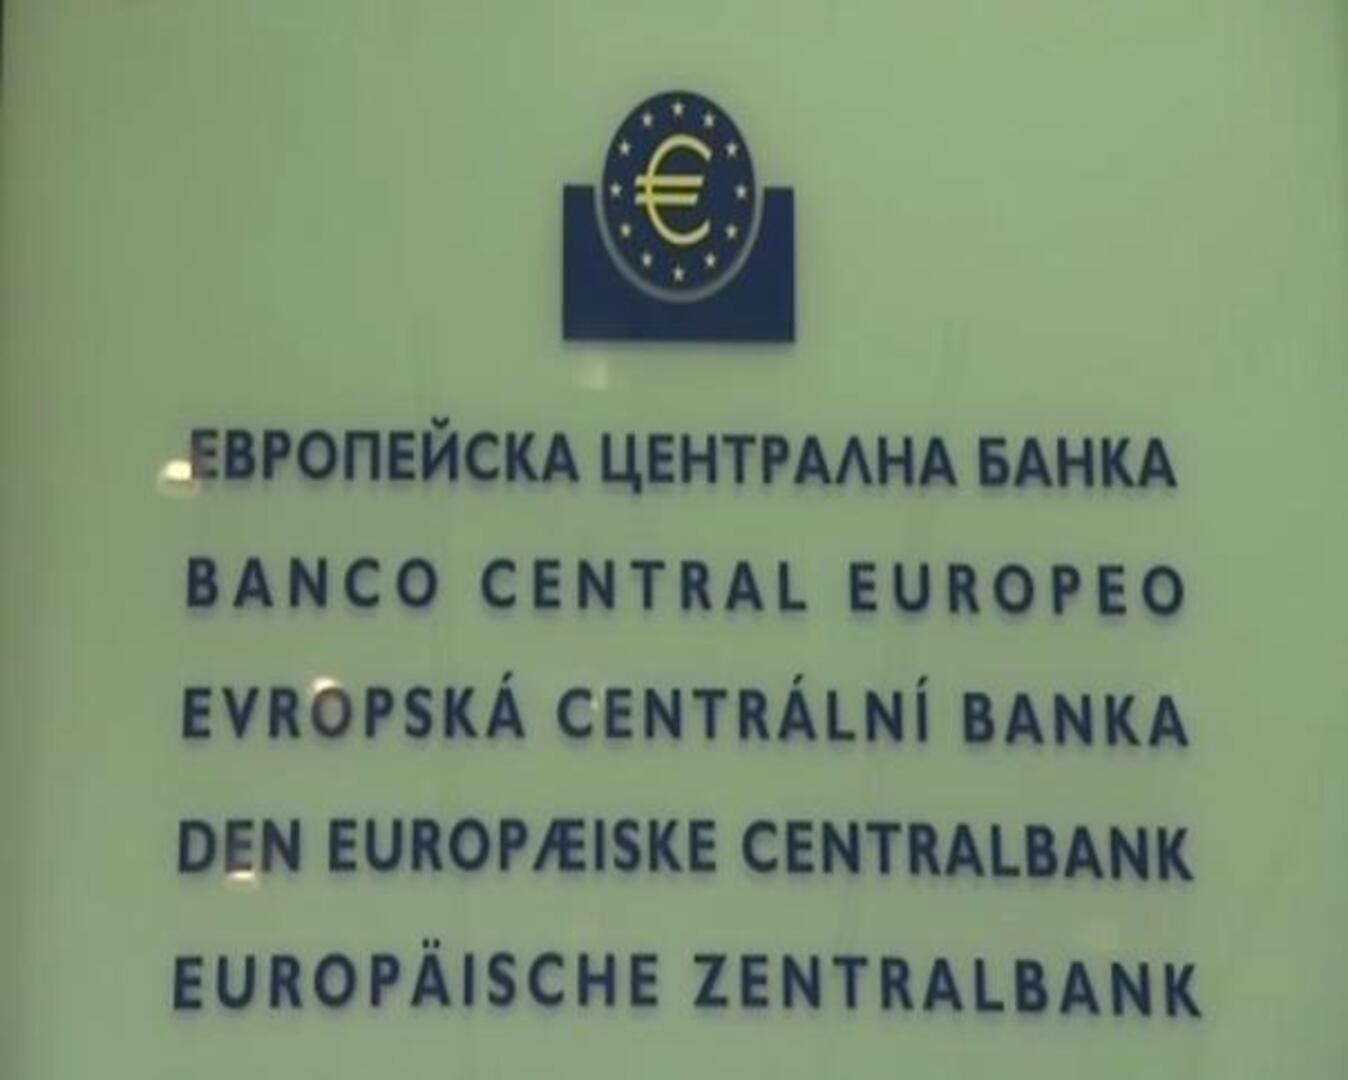 ЕВРОПЕЙСКА ЦЕНТРАЛНА БАНКА
BANCO CENTRAL EUROPEO
EVROPSKÁ CENTRÁLNÍ BANKA
DEN EUROPÆISKE CENTRALBANK
EUROPÄISCHE ZENTRALBANK